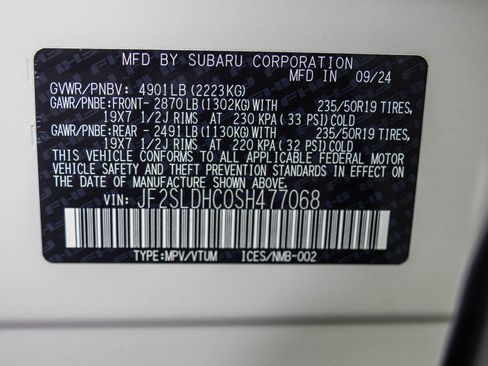 MFD BY SUBARU CORPORATION
MADE IN JAPAN 09/24
GVWR/PNBV: 4901LB(2223KG)
GAWR/PNBE:FRONT- 2870LB(1302KG)WITH 235/50R19 TIRES,
19X7 1/2J RIMS AT 230 KPA(33 PSI)COLD
GAWR/PNBE:REAR - 2491LB(1130KG)WITH 235/50R19 TIRES,
19X7 1/2J RIMS AT 220 KPA(32 PSI)COLD
THIS VEHICLE CONFORMS TO ALL APPLICABLE FEDERAL MOTOR
VEHICLE SAFETY AND THEFT PREVENTION STANDARDS IN EFFECT
ON THE DATE OF MANUFACTURE SHOWN ABOVE.
VIN: JF2SLDHC0SH477068
TYPE:MPV/VTUM ICES/NMB-002